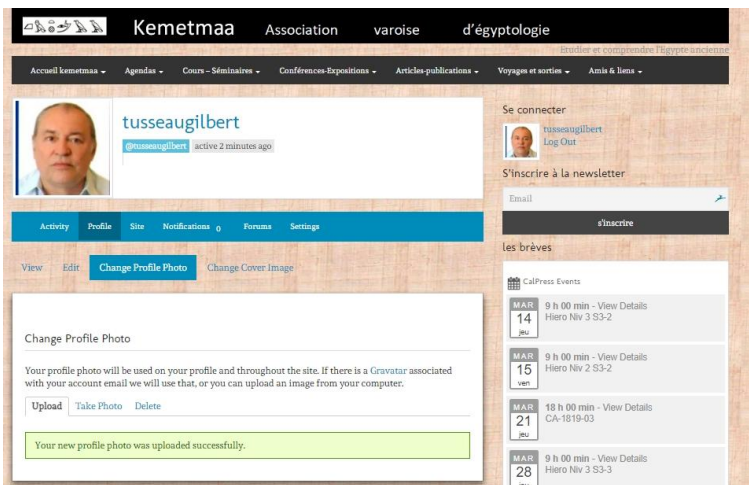 Kemetmaa Association varoise d'égyptologie
Etudier et comprendre l'Egypte ancienne
Accueil kemetmaa Agendas Cours – Séminaires Conférences-Expositions Articles-publications Voyages et sorties Amis & liens
tusseaugilbert
@tusseaugilbert active 2 minutes ago
Activity Profile Site Notifications 0 Forums Settings
View Edit Change Profile Photo Change Cover Image
Change Profile Photo
Your profile photo will be used on your profile and throughout the site. If there is a Gravatar associated
with your account email we will use that, or you can upload an image from your computer.
Upload Take Photo Delete
Your new profile photo was uploaded successfully.
Se connecter
tusseaugilbert
Log Out
S'inscrire à la newsletter
Email
s'inscrire
les brèves
CalPress Events
MAR
14
jeu
9 h 00 min - View Details
Hiero Niv 3 S3-2
MAR
15
ven
9 h 00 min - View Details
Hiero Niv 2 S3-2
MAR
21
jeu
18 h 00 min - View Details
CA-1819-03
MAR
28
jeu
9 h 00 min - View Details
Hiero Niv 3 S3-3